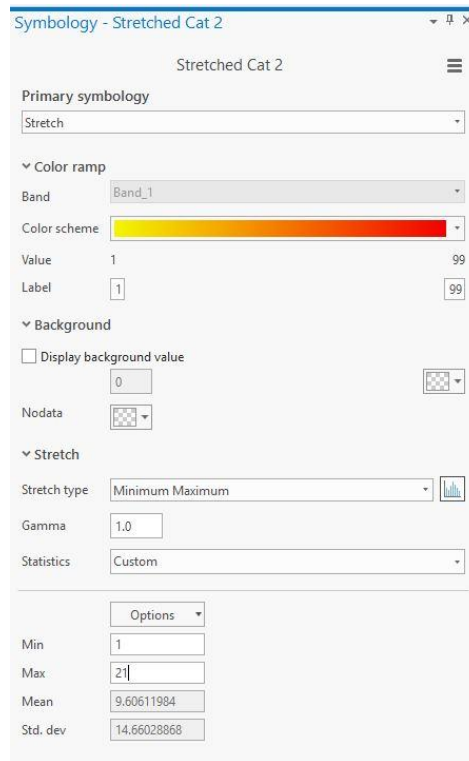 Symbology - Stretched Cat 2
Stretched Cat 2
Primary symbology
Stretch
Color ramp
Band Band_1
Color scheme
Value 1 99
Label 1 99
Background
Display background value
0
Nodata
Stretch
Stretch type Minimum Maximum
Gamma 1.0
Statistics Custom
Options
Min 1
Max 21
Mean 9.60611984
Std. dev 14.66028868